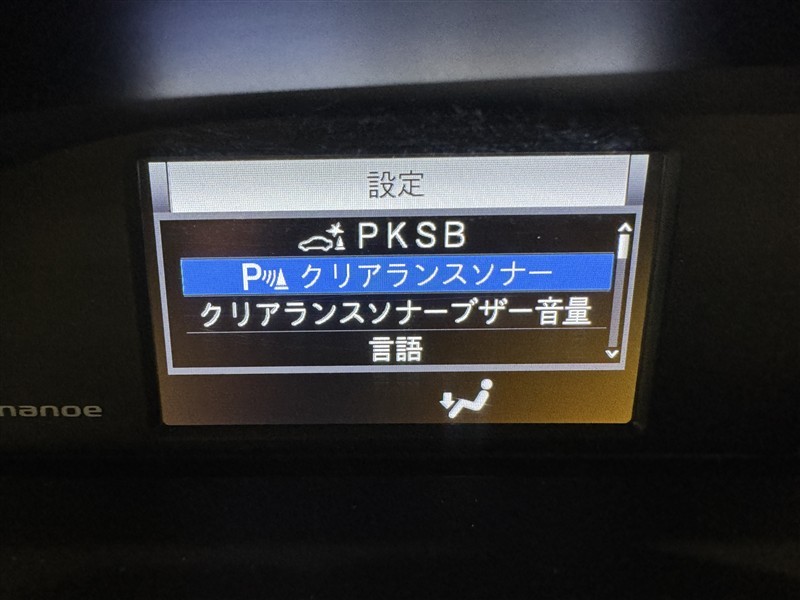 設定
PKSB
P クリアランスソナー
クリアランスソナーブザー音量
言語
nanoe